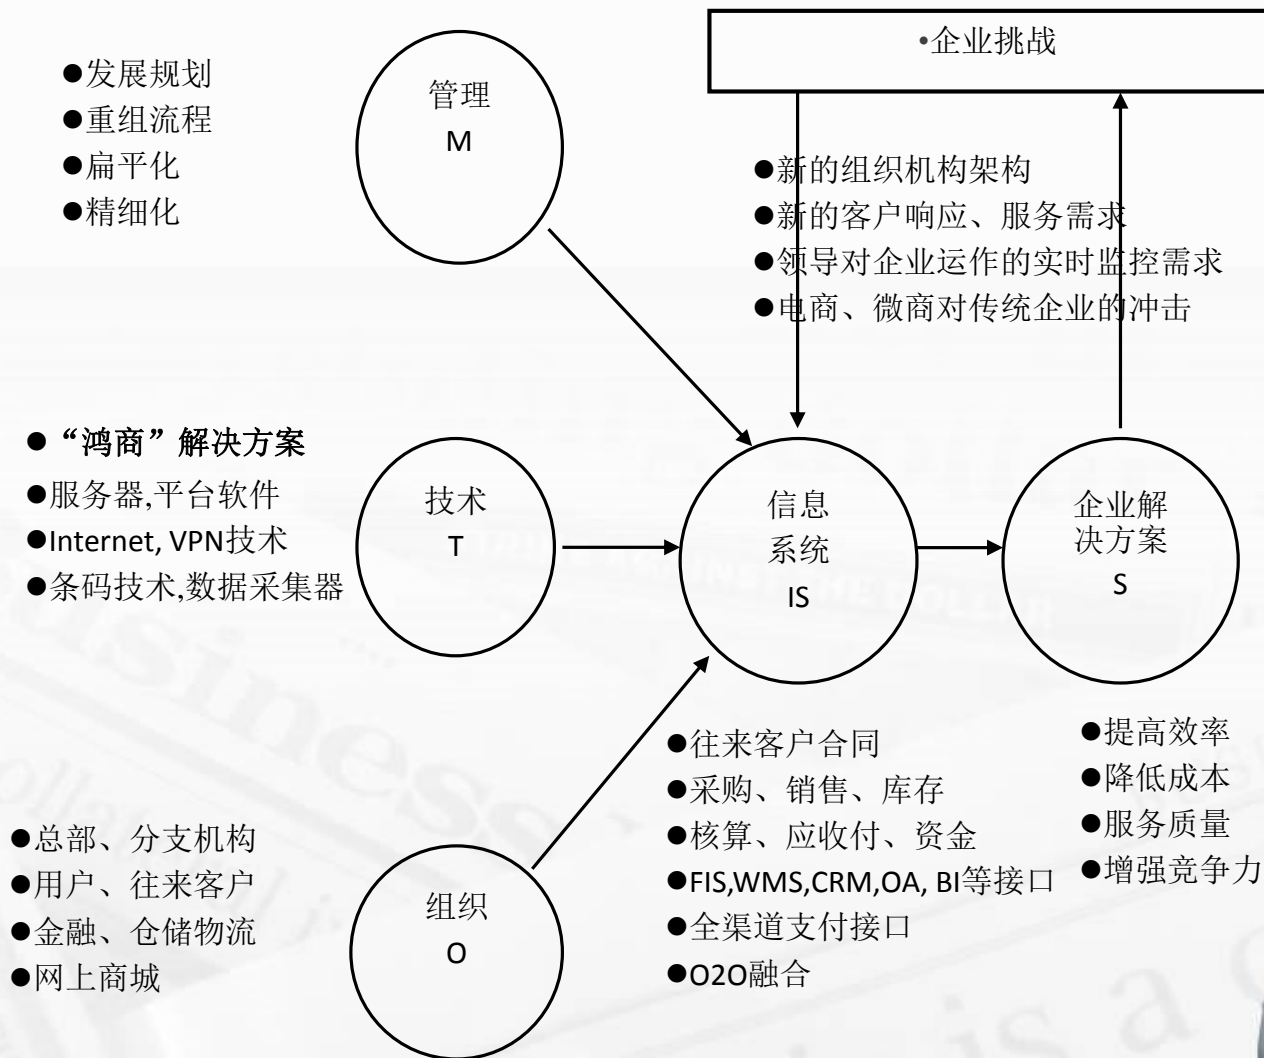 •企业挑战
●发展规划
●重组流程
●扁平化
●精细化
管理
M
●新的组织机构架构
●新的客户响应、服务需求
●领导对企业运作的实时监控需求
●电商、微商对传统企业的冲击
●“鸿商”解决方案
●服务器,平台软件
●Internet, VPN技术
●条码技术,数据采集器
技术
T
信息
系统
IS
企业解
决方案
S
●总部、分支机构
●用户、往来客户
●金融、仓储物流
●网上商城
组织
O
●往来客户合同
●采购、销售、库存
●核算、应收付、资金
●FIS,WMS,CRM,OA, BI等接口
●全渠道支付接口
●O2O融合
●提高效率
●降低成本
●服务质量
●增强竞争力